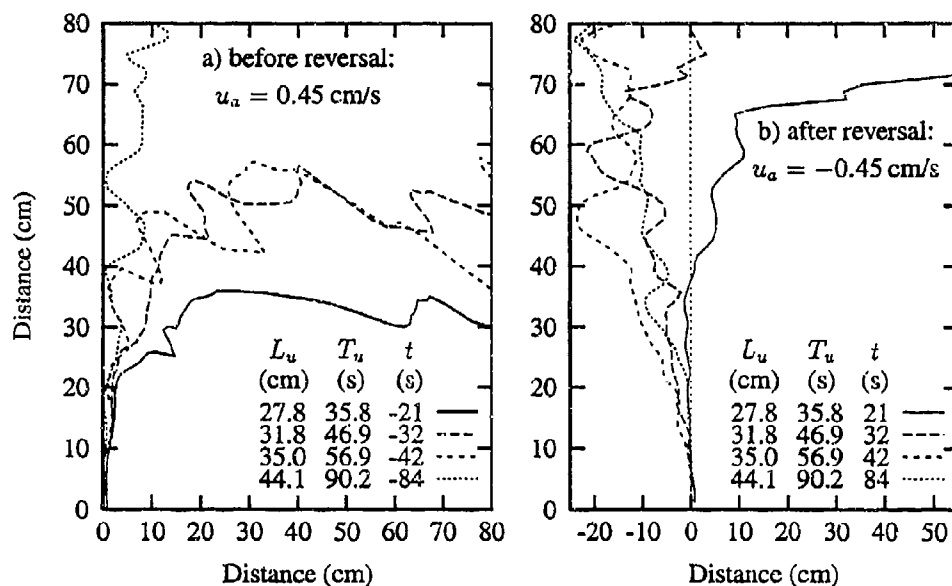 80
70
60
50
40
30
20
10
0
Distance (cm)
a) before reversal:
u_a = 0.45 cm/s
L_u T_u t
(cm) (s) (s)
27.8 35.8 -21
31.8 46.9 -32
35.0 56.9 -42
44.1 90.2 -84
0 10 20 30 40 50 60 70 80
Distance (cm)
80
70
60
50
40
30
20
10
0
b) after reversal:
u_a = −0.45 cm/s
L_u T_u t
(cm) (s) (s)
27.8 35.8 21
31.8 46.9 32
35.0 56.9 42
44.1 90.2 84
-20 -10 0 10 20 30 40 50
Distance (cm)